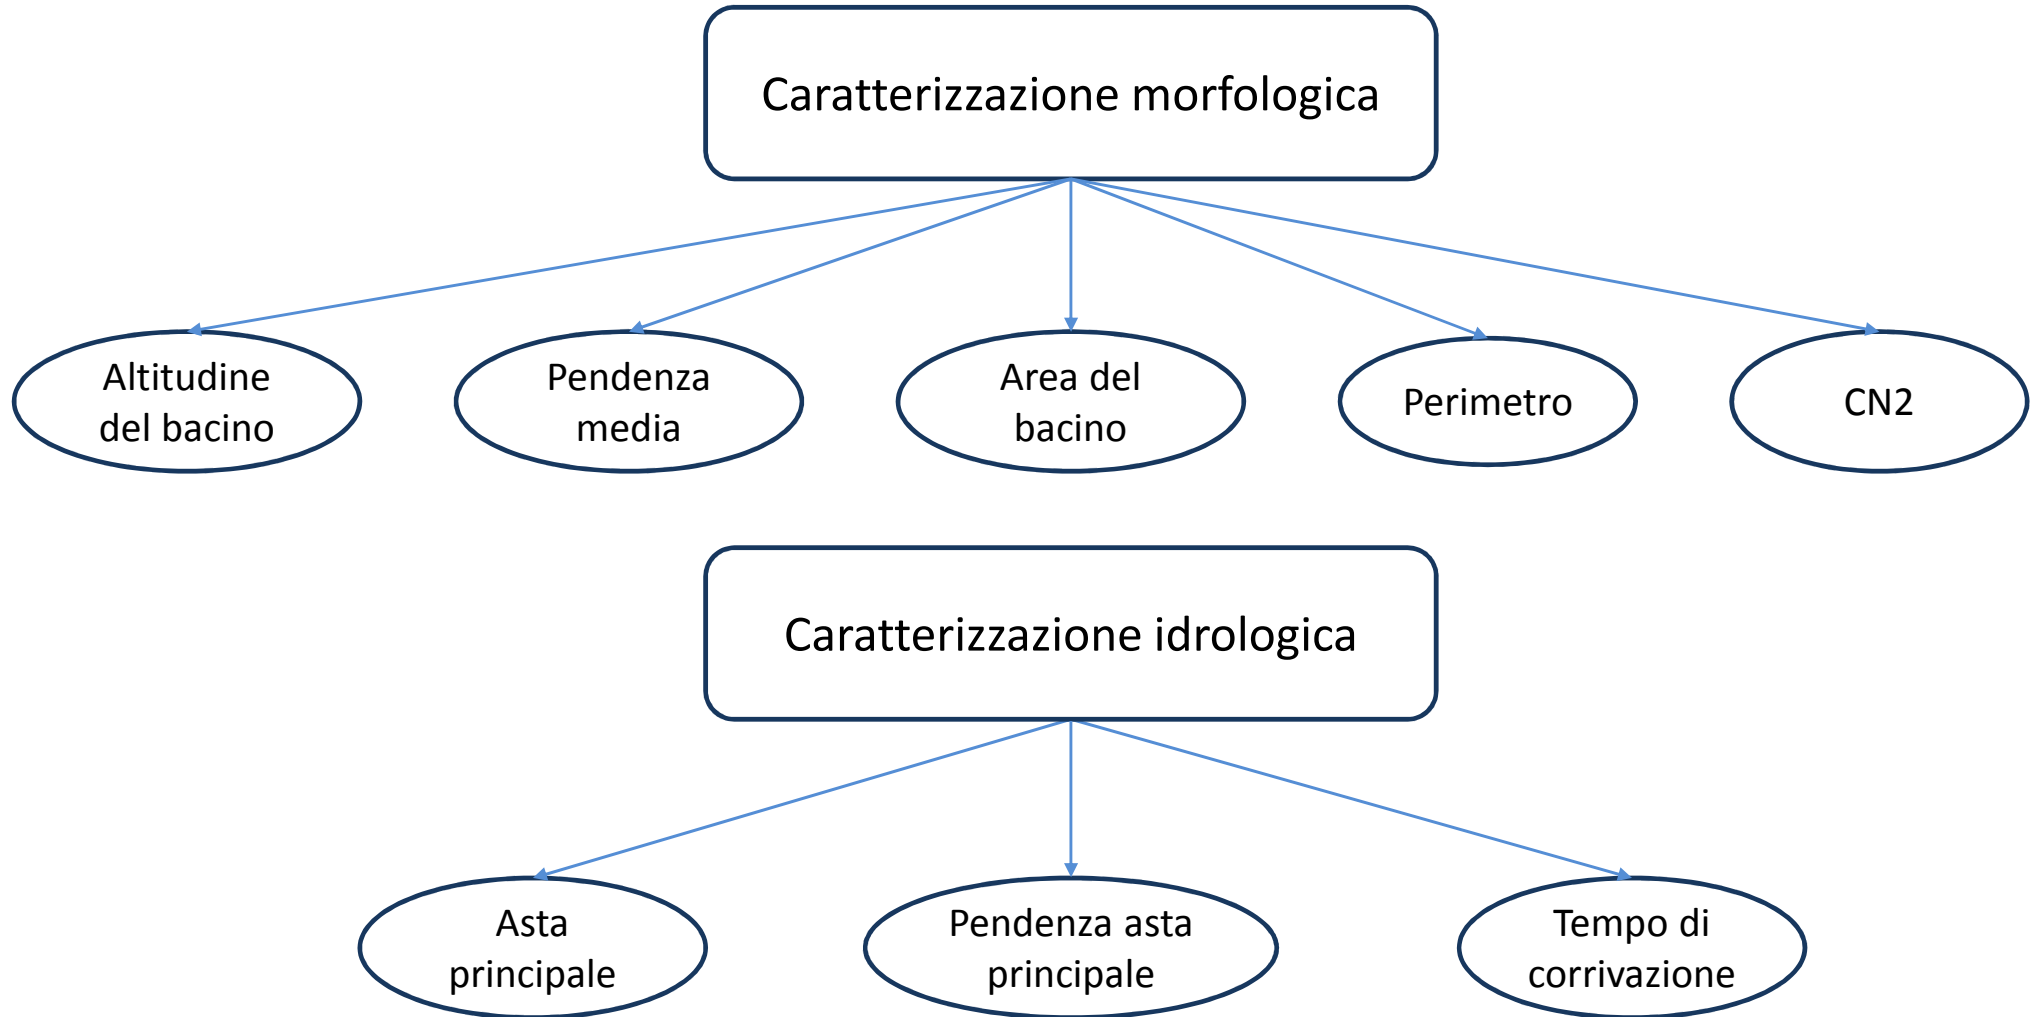 Caratterizzazione morfologica
Altitudine
del bacino
Pendenza
media
Area del
bacino
Perimetro
CN2
Caratterizzazione idrologica
Asta
principale
Pendenza asta
principale
Tempo di
corrivazione